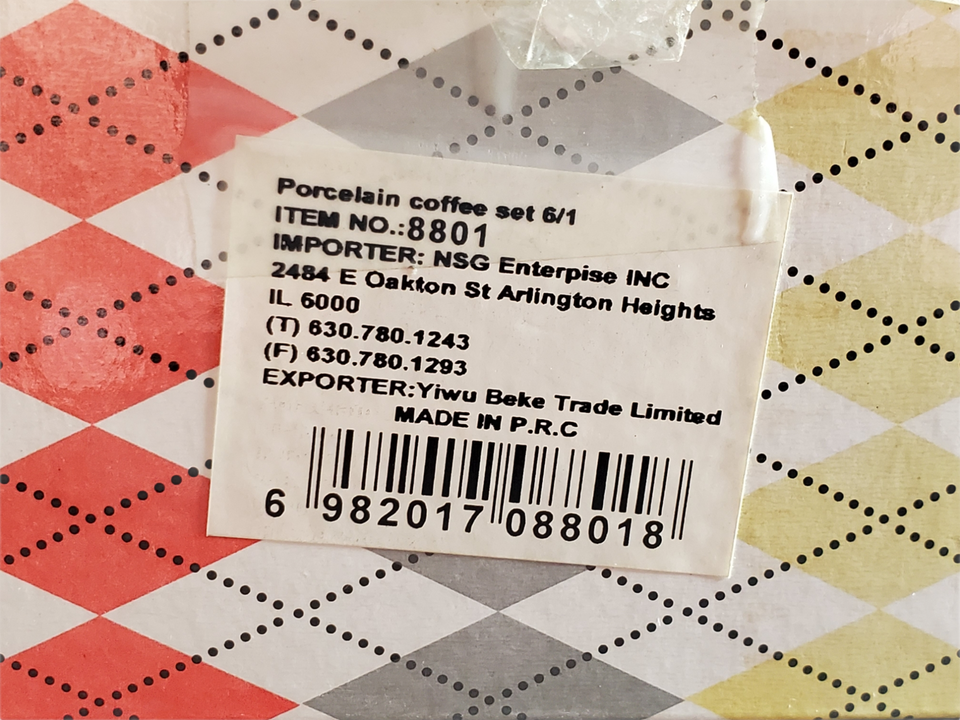 Porcelain coffee set 6/1
ITEM NO.:8801
IMPORTER: NSG Enterpise INC
2484 E Oakton St Arlington Heights
IL 6000
(T) 630.780.1243
(F) 630.780.1293
EXPORTER:Yiwu Beke Trade Limited
MADE IN P.R.C
6 982017 088018